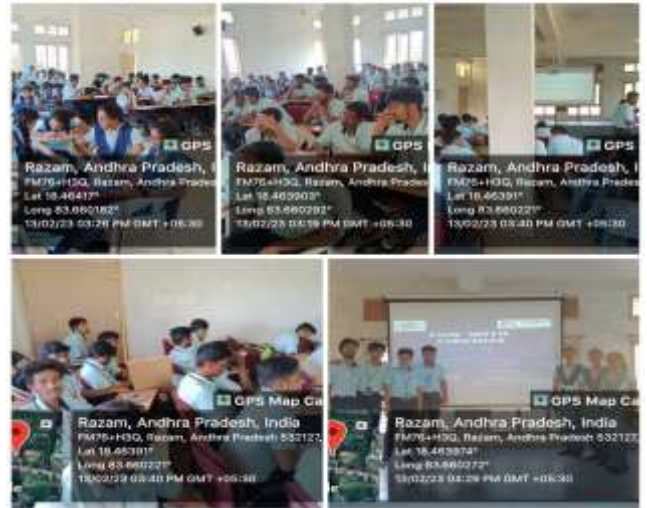 GPS
Razam, Andhra Pradesh, I
FM76+H3Q, Razam, Andhra Prades
Lat 18.46417°
Long 83.660182°
13/02/23 03:26 PM GMT +05:30
GPS
Razam, Andhra Pradesh, I
FM76+H3Q, Razam, Andhra Prades
Lat 18.463903°
Long 83.660292°
13/02/23 03:19 PM GMT +05:30
GPS
Razam, Andhra Pradesh, I
FM76+H3Q, Razam, Andhra Prades
Lat 18.46391°
Long 83.660221°
13/02/23 03:40 PM GMT +05:30
GPS Map Ca
Razam, Andhra Pradesh, India
FM76+H3Q, Razam, Andhra Pradesh 532127,
Lat 18.46391°
Long 83.660221°
13/02/23 03:40 PM GMT +05:30
GPS Map Ca
Razam, Andhra Pradesh, India
FM76+H3Q, Razam, Andhra Pradesh 532127,
Lat 18.463974°
Long 83.660272°
13/02/23 04:29 PM GMT +05:30